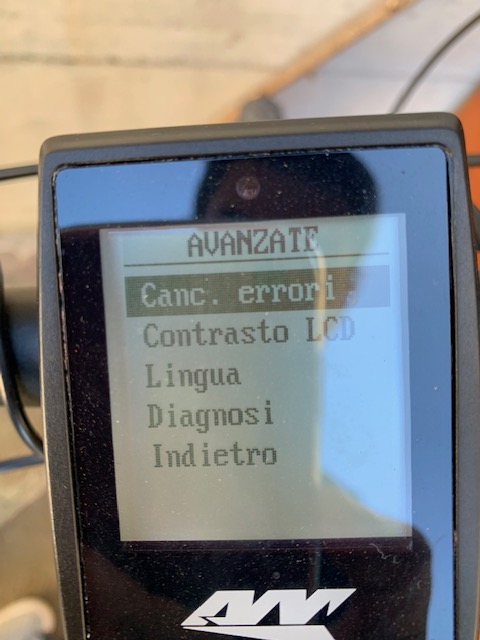 AVANZATE
Canc. errori
Contrasto LCD
Lingua
Diagnosi
Indietro